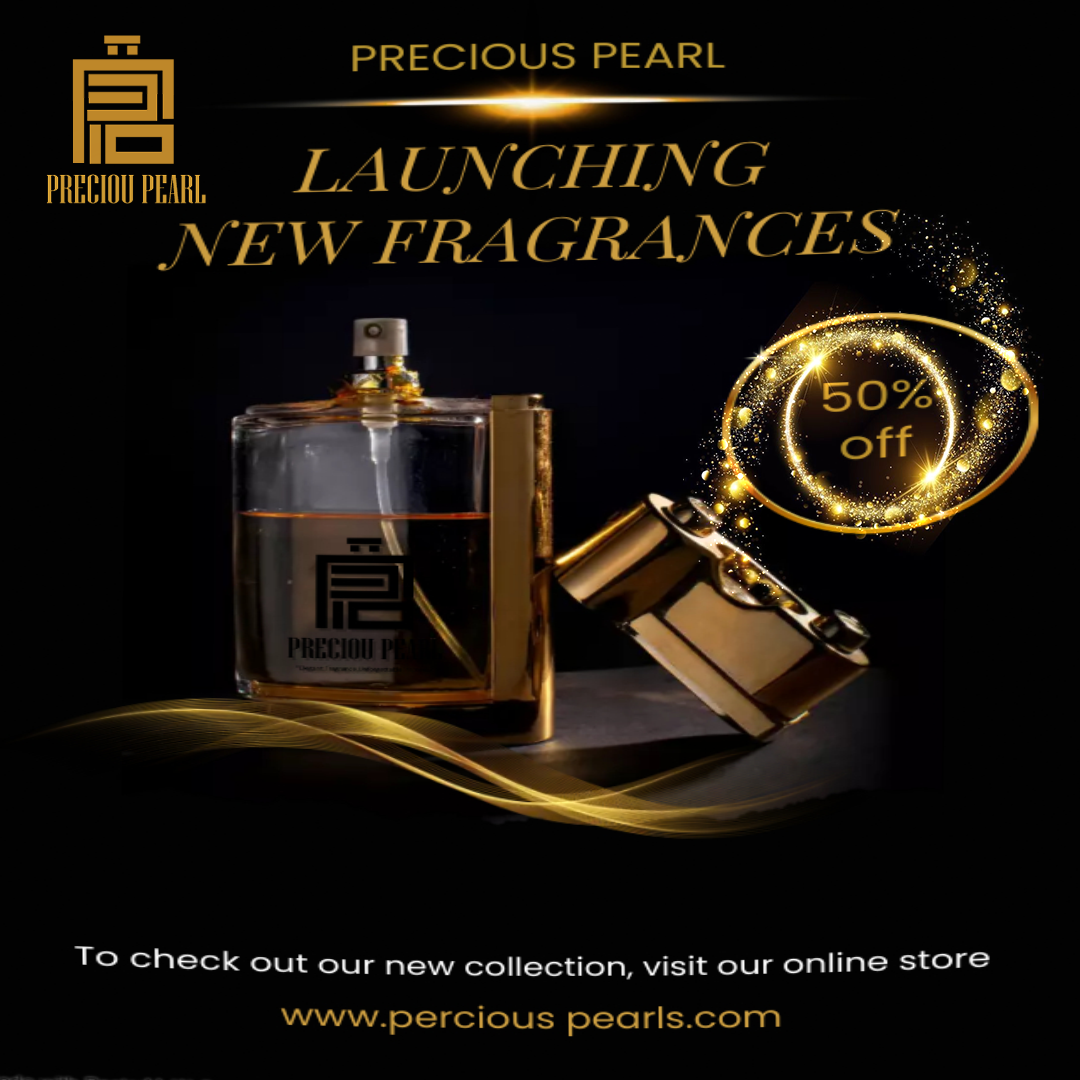 PRECIOUS PEARL
PRECIOU PEARL
LAUNCHING
NEW FRAGRANCES
50%
off
PRECIOU PE
To check out our new collection, visit our online store
www.percious pearls.com